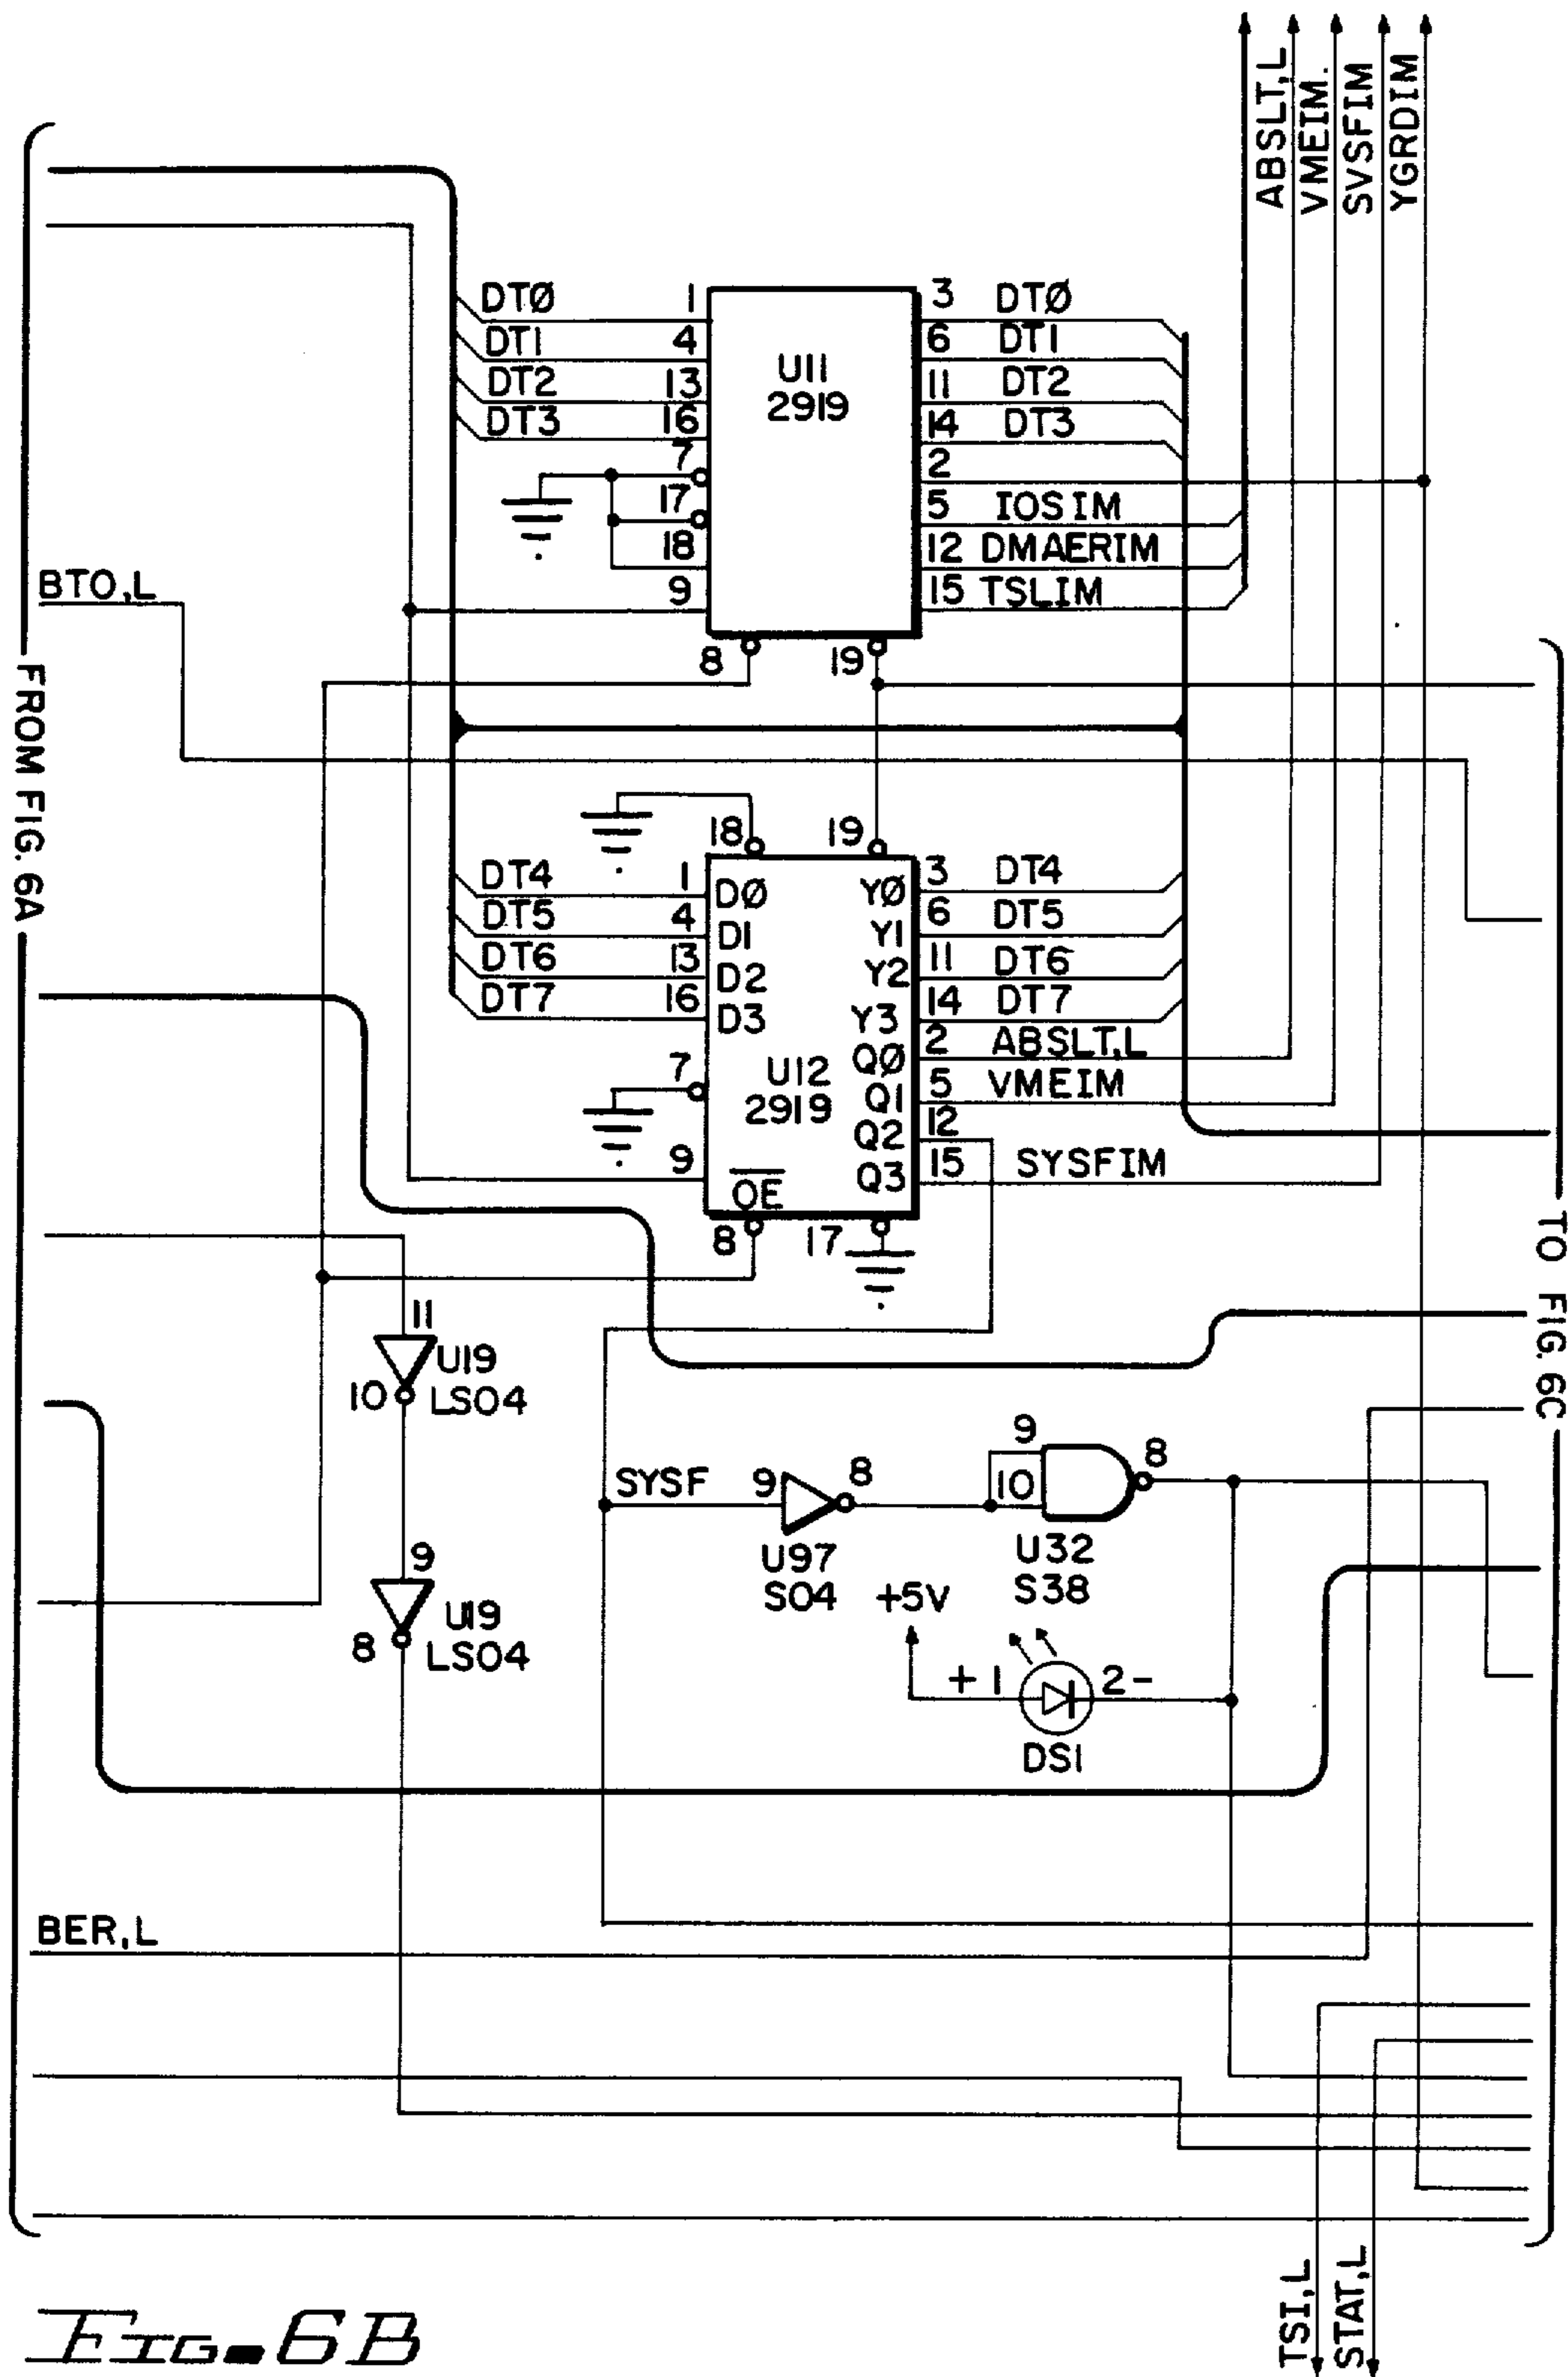 ABSLT,L
VMEIM.
SVSFIM
YGRDIM
DTØ 1
DT1 4
DT2 13
DT3 16
7
17
18
9
U11
2919
3 DTØ
6 DT1
11 DT2
14 DT3
2
5 IOSIM
12 DMAERIM
15 TSLIM
8
19
BTO,L
FROM FIG. 6A
18
19
DT4 1 DØ
DT5 4 D1
DT6 13 D2
DT7 16 D3
7
9
U12
2919
OE
YØ 3 DT4
Y1 6 DT5
Y2 11 DT6
Y3 14 DT7
QØ 2 ABSLT,L
Q1 5 VMEIM
Q2 12
Q3 15 SYSFIM
8
17
TO FIG. 6C
11
U19
10 LS04
9
U19
8 LS04
SYSF 9 8
U97
S04
9
10
8
U32
S38
+5V
+ 1 2 -
DS1
BER,L
TSI,L
STAT,L
FIG. 6B